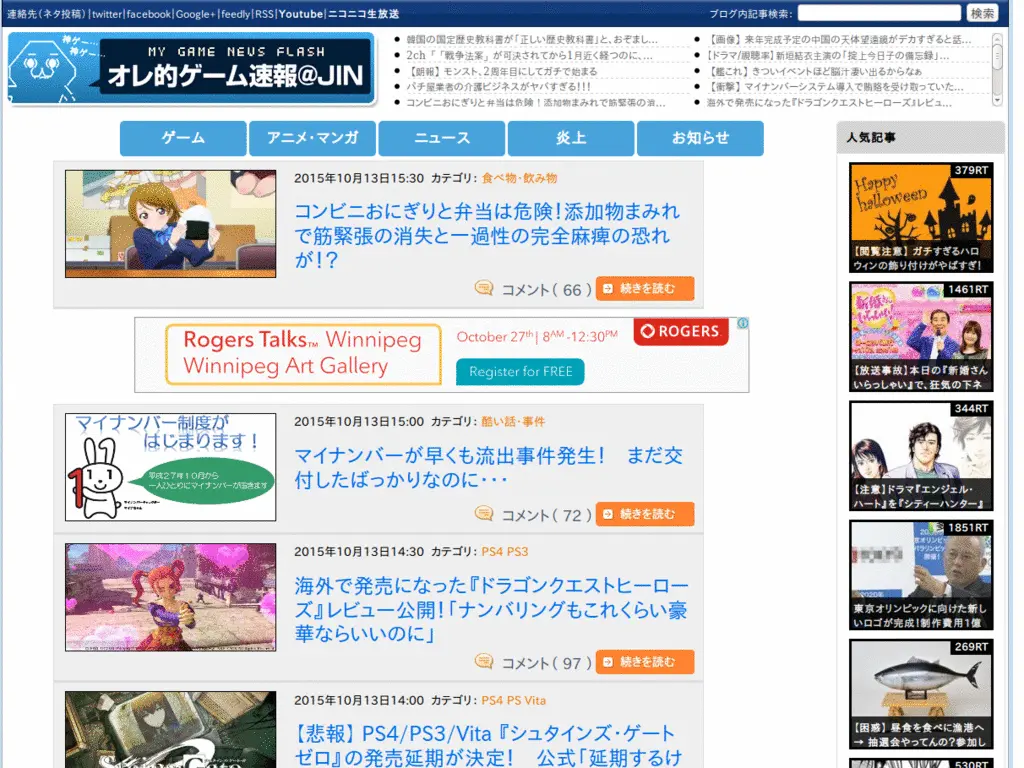 連絡先(ネタ投稿)|twitter|facebook|Google+|feedly|RSS|Youtube|ニコニコ生放送
ブログ内記事検索:
検索
神ゲー…
神ゲー…
MY GAME NEWS FLASH
オレ的ゲーム速報@JIN
韓国の国定歴史教科書が「正しい歴史教科書」と、おぞまし...
2ch『「戦争法案」が可決されてから1月近く経つのに、...
【朗報】モンスト、2周年目にしてガチで始まる
パチ屋業者の介護ビジネスがヤバすぎる!!!
コンビニおにぎりと弁当は危険!添加物まみれで筋緊張の消...
【画像】来年完成予定の中国の天体望遠鏡がデカすぎると話...
【ドラマ/視聴率】新垣結衣主演の「掟上今日子の備忘録」...
【艦これ】きついイベントほど脳汁凄い出るからなぁ
【衝撃】マイナンバーシステム導入で賄賂を受け取っていた...
海外で発売になった『ドラゴンクエストヒーローズ』レビュ...
ゲーム
アニメ・マンガ
ニュース
炎上
お知らせ
人気記事
2015年10月13日15:30 カテゴリ: 食べ物・飲み物
コンビニおにぎりと弁当は危険!添加物まみれ
で筋緊張の消失と一過性の完全麻痺の恐れ
が!?
コメント( 66 )
続きを読む
Rogers Talks™ Winnipeg
Winnipeg Art Gallery
October 27th | 8AM -12:30PM
Register for FREE
ROGERS
マイナンバー制度が
はじまります!
平成27年10月から
一人ひとりにマイナンバーが届きます
2015年10月13日15:00 カテゴリ: 酷い話・事件
マイナンバーが早くも流出事件発生! まだ交
付したばっかりなのに・・・
コメント( 72 )
続きを読む
2015年10月13日14:30 カテゴリ: PS4 PS3
海外で発売になった『ドラゴンクエストヒーロー
ズ』レビュー公開!「ナンバリングもこれくらい豪
華ならいいのに」
コメント( 97 )
続きを読む
2015年10月13日14:00 カテゴリ: PS4 PS Vita
【悲報】PS4/PS3/Vita『シュタインズ・ゲート
ゼロ』の発売延期が決定! 公式「延期するけ
379RT
Happy
halloween
【閲覧注意】ガチすぎるハロ
ウィンの飾り付けがやばすぎ!
1461RT
【放送事故】本日の『新婚さん
いらっしゃい』で、狂気の下ネ
344RT
【注意】ドラマ『エンジェル・
ハート』を『シティーハンター』
1851RT
東京オリンピックに向けた新し
いロゴが完成!制作費用1億
269RT
【困惑】昼食を食べに漁港へ
→ 抽選会やってんの?参加し
530RT